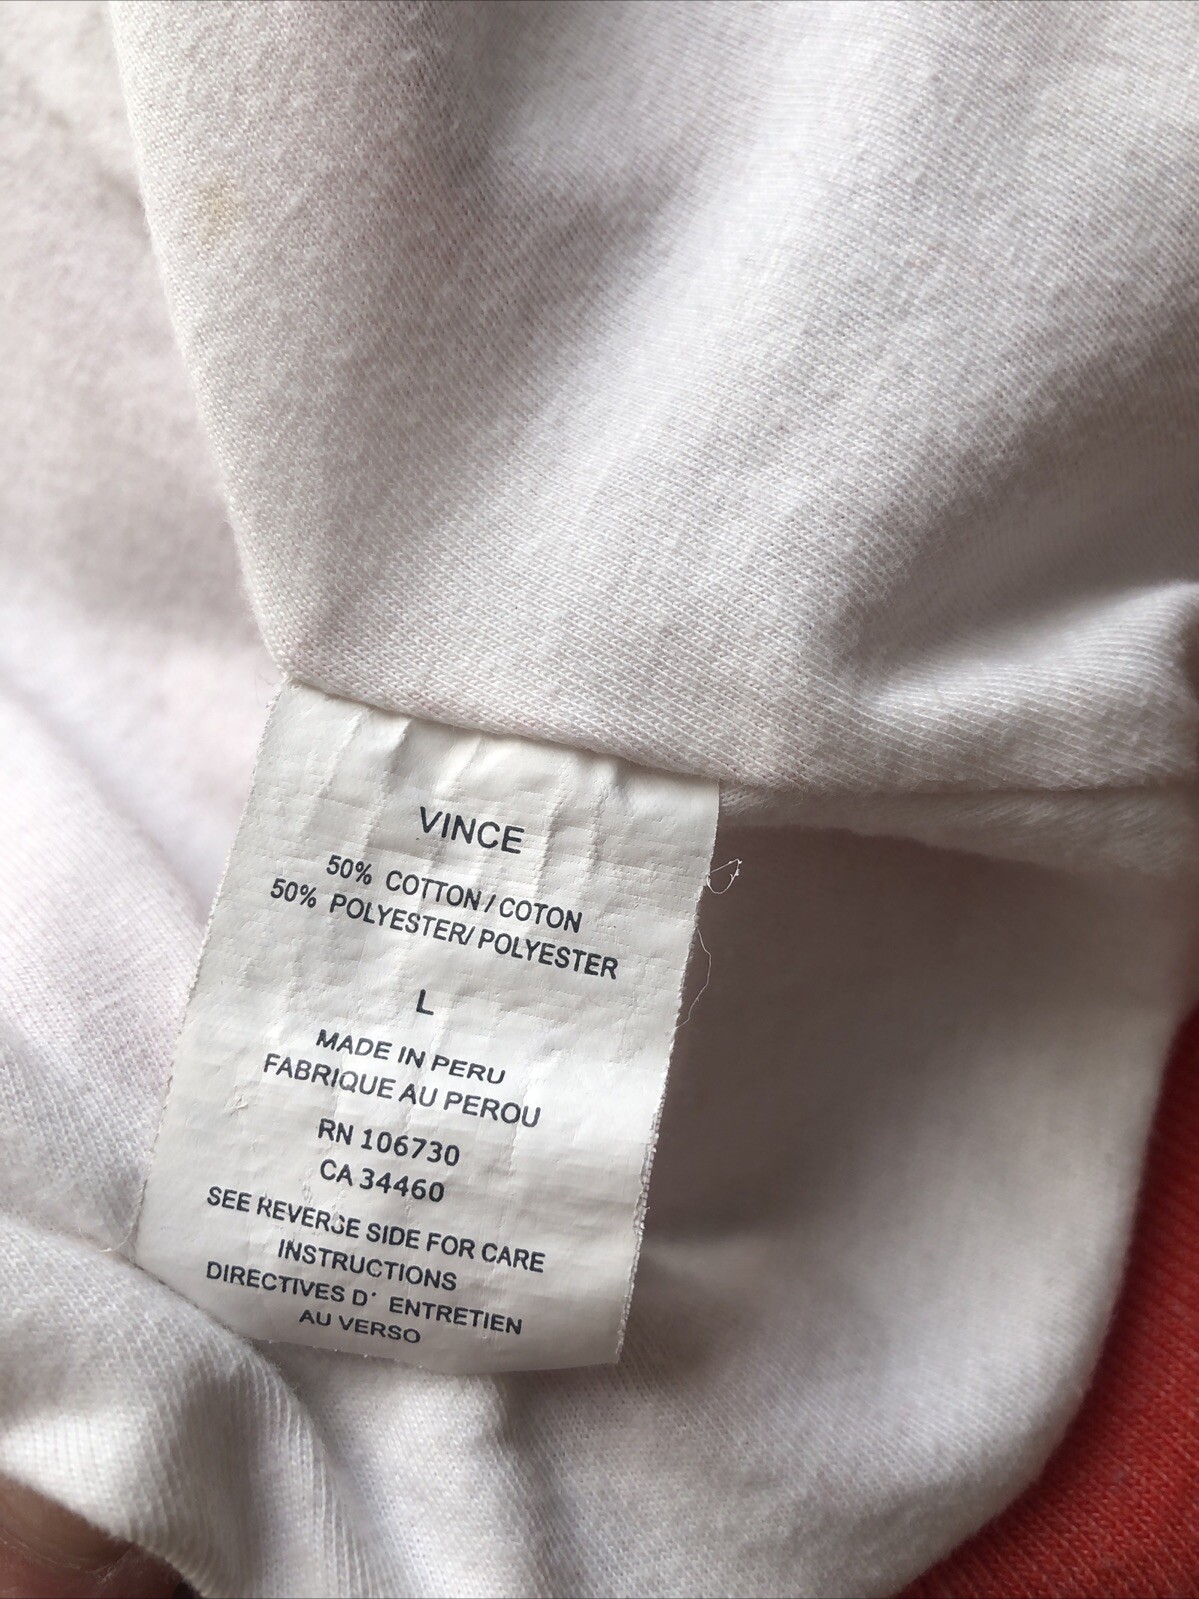 VINCE
50% COTTON / COTON
50% POLYESTER/ POLYESTER
L
MADE IN PERU
FABRIQUE AU PEROU
RN 106730
CA 34460
SEE REVERSE SIDE FOR CARE
INSTRUCTIONS
DIRECTIVES D' ENTRETIEN
AU VERSO